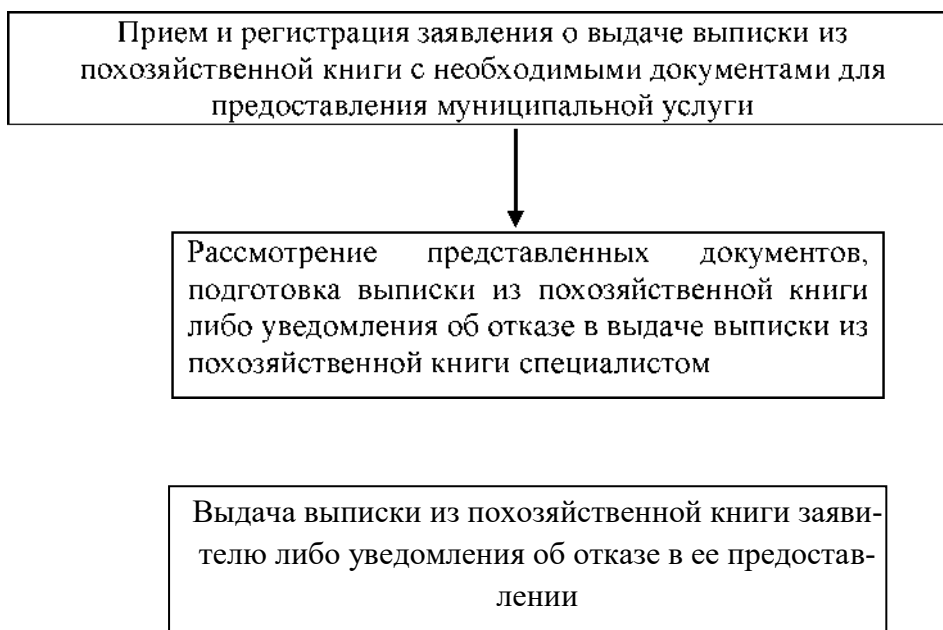 Прием и регистрация заявления о выдаче выписки из
похозяйственной книги с необходимыми документами для
предоставления муниципальной услуги
Рассмотрение представленных документов,
подготовка выписки из похозяйственной книги
либо уведомления об отказе в выдаче выписки из
похозяйственной книги специалистом
Выдача выписки из похозяйственной книги заяви-
телю либо уведомления об отказе в ее предостав-
лении